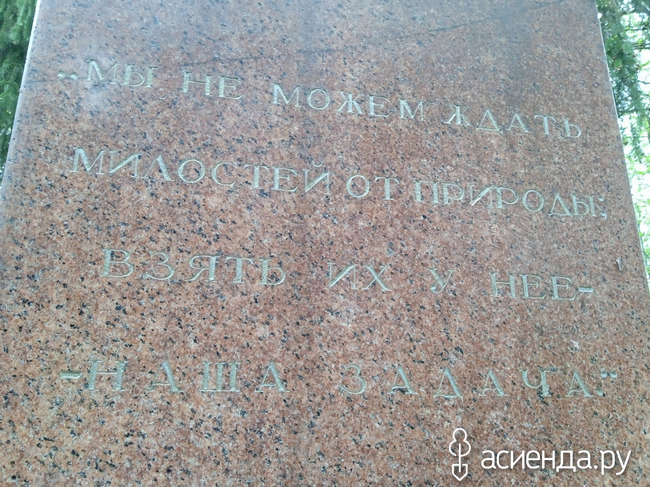 „МЫ НЕ МОЖЕМ ЖДАТЬ
МИЛОСТЕЙ ОТ ПРИРОДЫ;
ВЗЯТЬ ИХ У НЕЕ–
–НАША ЗАДАЧА."
асиенда.ру